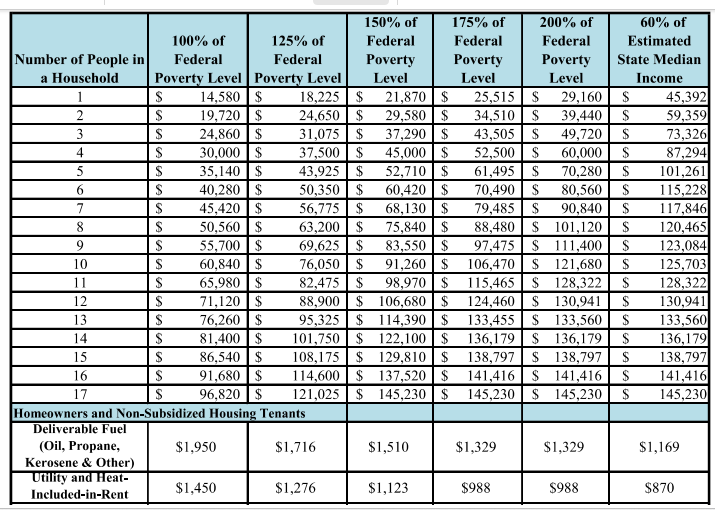 Number of People in a Household | 100% of Federal Poverty Level | 125% of Federal Poverty Level | 150% of Federal Poverty Level | 175% of Federal Poverty Level | 200% of Federal Poverty Level | 60% of Estimated State Median Income
1 | $ 14,580 | $ 18,225 | $ 21,870 | $ 25,515 | $ 29,160 | $ 45,392
2 | $ 19,720 | $ 24,650 | $ 29,580 | $ 34,510 | $ 39,440 | $ 59,359
3 | $ 24,860 | $ 31,075 | $ 37,290 | $ 43,505 | $ 49,720 | $ 73,326
4 | $ 30,000 | $ 37,500 | $ 45,000 | $ 52,500 | $ 60,000 | $ 87,294
5 | $ 35,140 | $ 43,925 | $ 52,710 | $ 61,495 | $ 70,280 | $ 101,261
6 | $ 40,280 | $ 50,350 | $ 60,420 | $ 70,490 | $ 80,560 | $ 115,228
7 | $ 45,420 | $ 56,775 | $ 68,130 | $ 79,485 | $ 90,840 | $ 117,846
8 | $ 50,560 | $ 63,200 | $ 75,840 | $ 88,480 | $ 101,120 | $ 120,465
9 | $ 55,700 | $ 69,625 | $ 83,550 | $ 97,475 | $ 111,400 | $ 123,084
10 | $ 60,840 | $ 76,050 | $ 91,260 | $ 106,470 | $ 121,680 | $ 125,703
11 | $ 65,980 | $ 82,475 | $ 98,970 | $ 115,465 | $ 128,322 | $ 128,322
12 | $ 71,120 | $ 88,900 | $ 106,680 | $ 124,460 | $ 130,941 | $ 130,941
13 | $ 76,260 | $ 95,325 | $ 114,390 | $ 133,455 | $ 133,560 | $ 133,560
14 | $ 81,400 | $ 101,750 | $ 122,100 | $ 136,179 | $ 136,179 | $ 136,179
15 | $ 86,540 | $ 108,175 | $ 129,810 | $ 138,797 | $ 138,797 | $ 138,797
16 | $ 91,680 | $ 114,600 | $ 137,520 | $ 141,416 | $ 141,416 | $ 141,416
17 | $ 96,820 | $ 121,025 | $ 145,230 | $ 145,230 | $ 145,230 | $ 145,230
Homeowners and Non-Subsidized Housing Tenants
Deliverable Fuel (Oil, Propane, Kerosene & Other) | $1,950 | $1,716 | $1,510 | $1,329 | $1,329 | $1,169
Utility and Heat-Included-in-Rent | $1,450 | $1,276 | $1,123 | $988 | $988 | $870